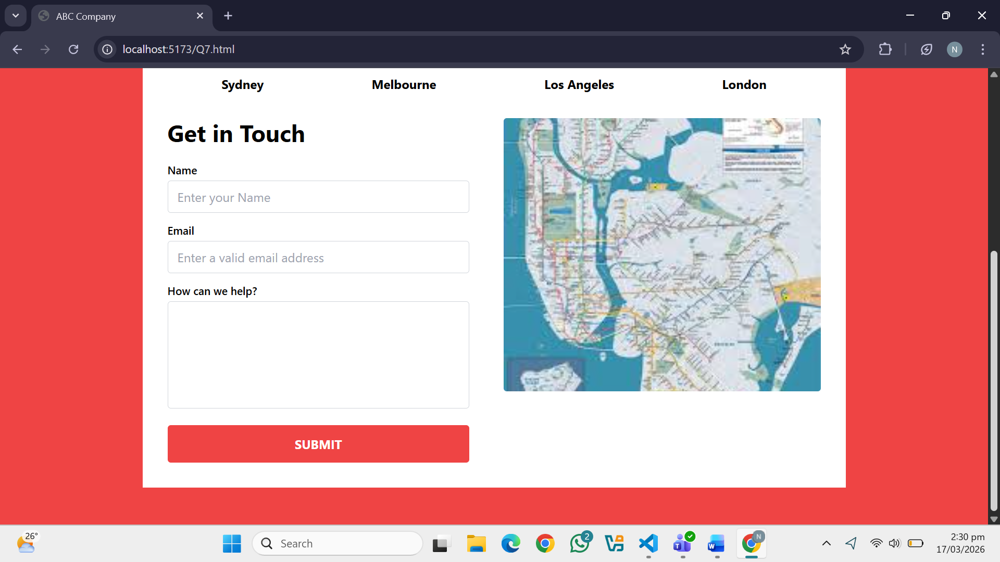 ABC Company
localhost:5173/Q7.html
N
Sydney Melbourne Los Angeles London
Get in Touch
Name
Enter your Name
Email
Enter a valid email address
How can we help?
SUBMIT
26°
Search
2
N
2:30 pm
17/03/2026